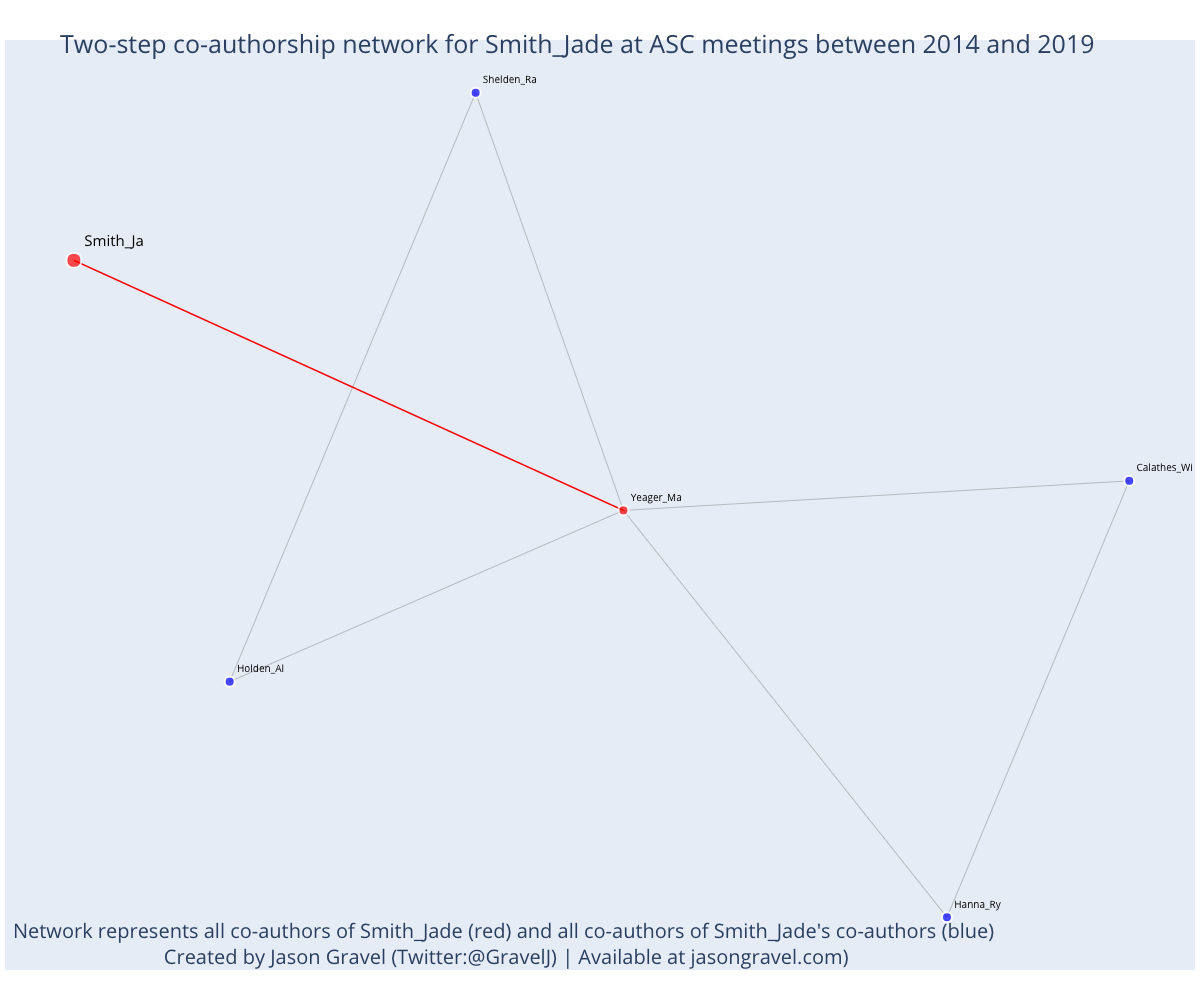 Two-step co-authorship network for Smith_Jade at ASC meetings between 2014 and 2019
Shelden_Ra
Smith_Ja
Calathes_Wi
Yeager_Ma
Holden_Al
Hanna_Ry
Network represents all co-authors of Smith_Jade (red) and all co-authors of Smith_Jade's co-authors (blue)
Created by Jason Gravel (Twitter:@GravelJ) | Available at jasongravel.com)